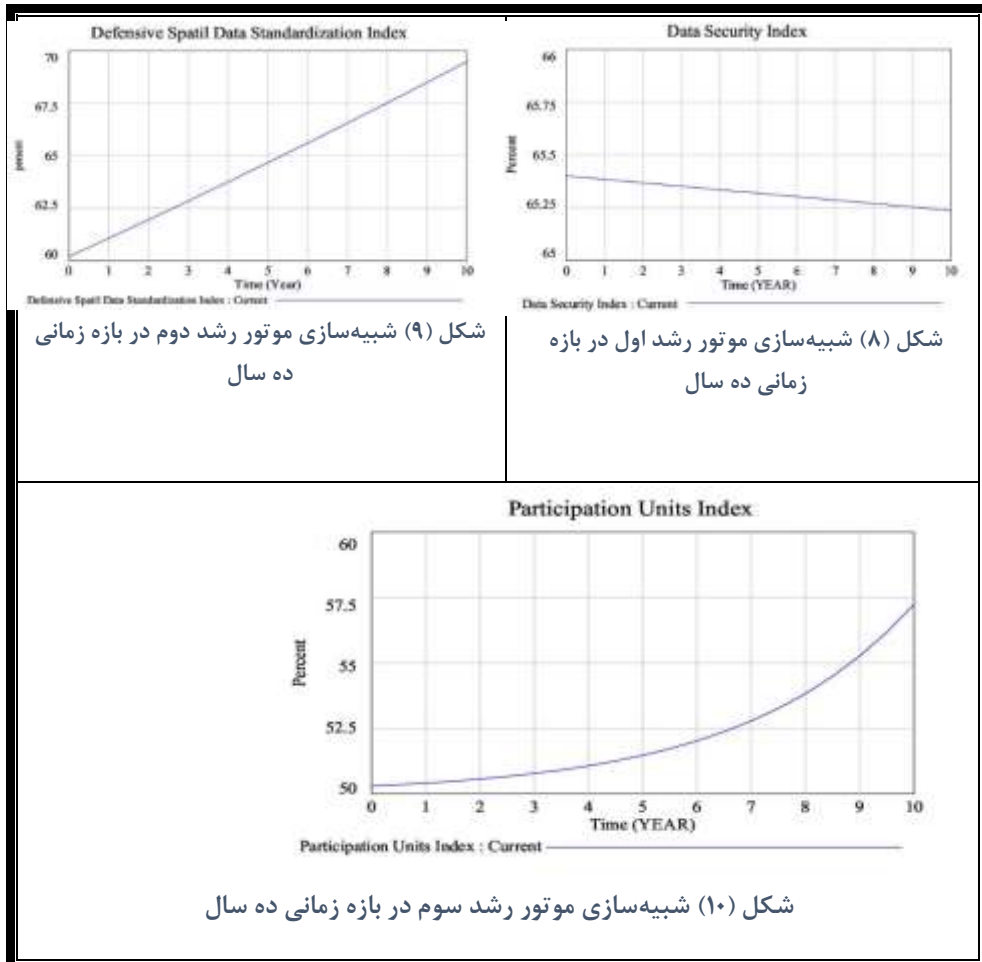 Defensive Spatil Data Standardization Index
70
67.5
65
62.5
60
percent
0 1 2 3 4 5 6 7 8 9 10
Time (Year)
Defensive Spatil Data Standardization Index : Current
شکل (۹) شبیه‌سازی موتور رشد دوم در بازه زمانی
ده سال
Data Security Index
66
65.75
65.5
65.25
65
Percent
0 1 2 3 4 5 6 7 8 9 10
Time (YEAR)
Data Security Index : Current
شکل (۸) شبیه‌سازی موتور رشد اول در بازه
زمانی ده سال
Participation Units Index
60
57.5
55
52.5
50
Percent
0 1 2 3 4 5 6 7 8 9 10
Time (YEAR)
Participation Units Index : Current
شکل (۱۰) شبیه‌سازی موتور رشد سوم در بازه زمانی ده سال